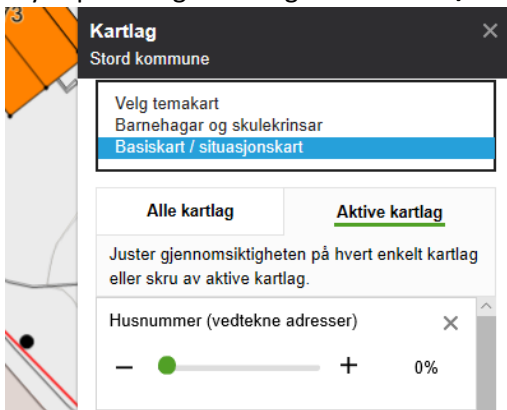 73
Kartlag
Stord kommune
Velg temakart
Barnehagar og skulekrinsar
Basiskart / situasjonskart
Alle kartlag
Aktive kartlag
Juster gjennomsiktigheten på hvert enkelt kartlag
eller skru av aktive kartlag.
Husnummer (vedtekne adresser)
0%